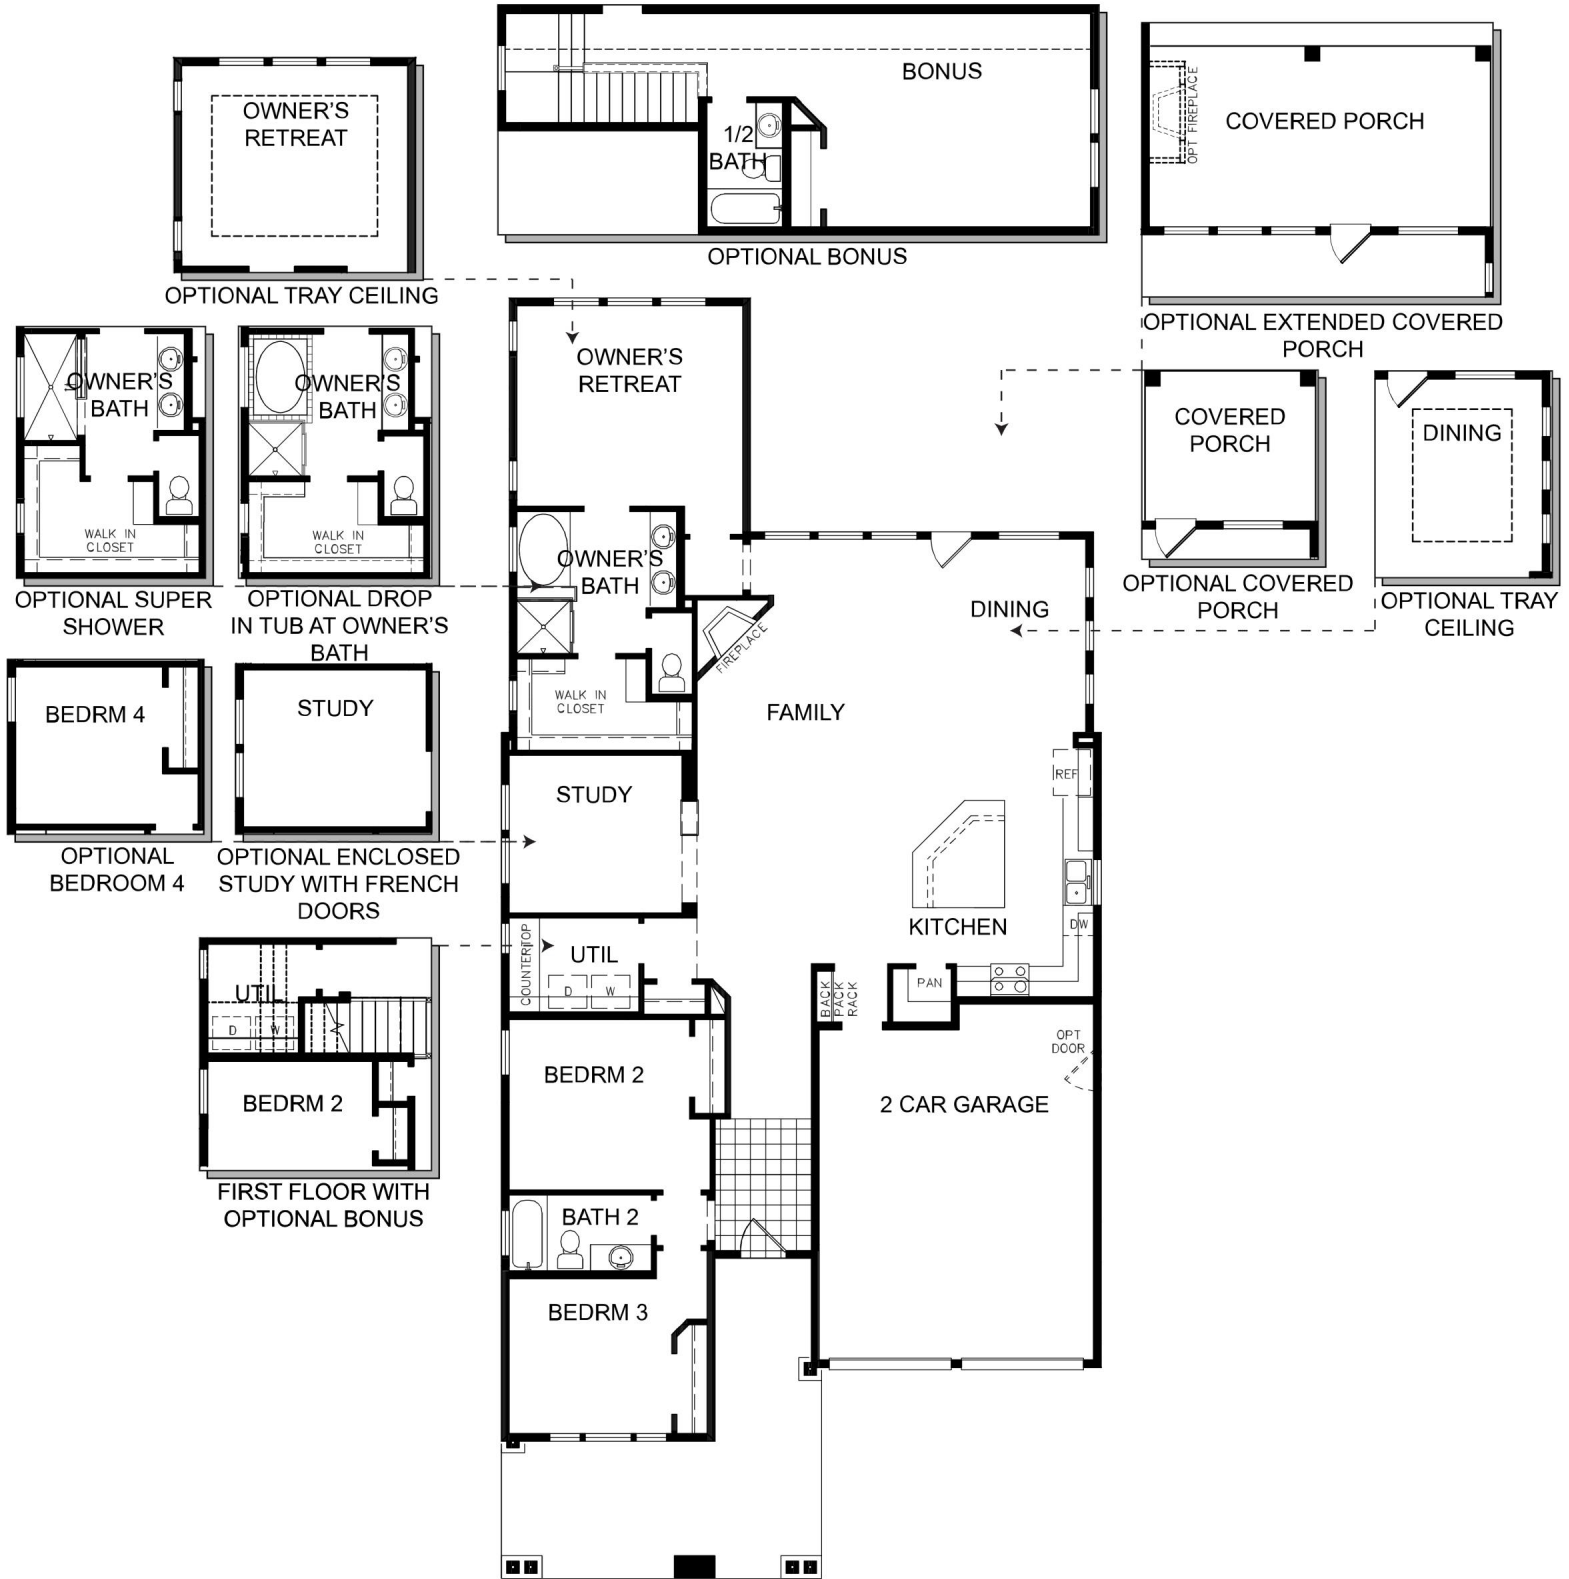 BONUS
1/2
BATH
OPTIONAL BONUS
OWNER'S
RETREAT
OPTIONAL TRAY CEILING
OPT FIREPLACE
COVERED PORCH
OPTIONAL EXTENDED COVERED
PORCH
OWNER'S
BATH
WALK IN
CLOSET
OPTIONAL SUPER
SHOWER
OWNER'S
BATH
WALK IN
CLOSET
OPTIONAL DROP
IN TUB AT OWNER'S
BATH
OWNER'S
RETREAT
COVERED
PORCH
OPTIONAL COVERED
PORCH
DINING
OPTIONAL TRAY
CEILING
OWNER'S
BATH
WALK IN
CLOSET
FIREPLACE
DINING
FAMILY
BEDRM 4
OPTIONAL
BEDROOM 4
STUDY
OPTIONAL ENCLOSED
STUDY WITH FRENCH
DOORS
STUDY
REF
KITCHEN
DW
COUNTERTOP
UTIL
D
W
BACK
PACK
RACK
PAN
UTIL
D
W
BEDRM 2
FIRST FLOOR WITH
OPTIONAL BONUS
BEDRM 2
OPT
DOOR
2 CAR GARAGE
BATH 2
BEDRM 3